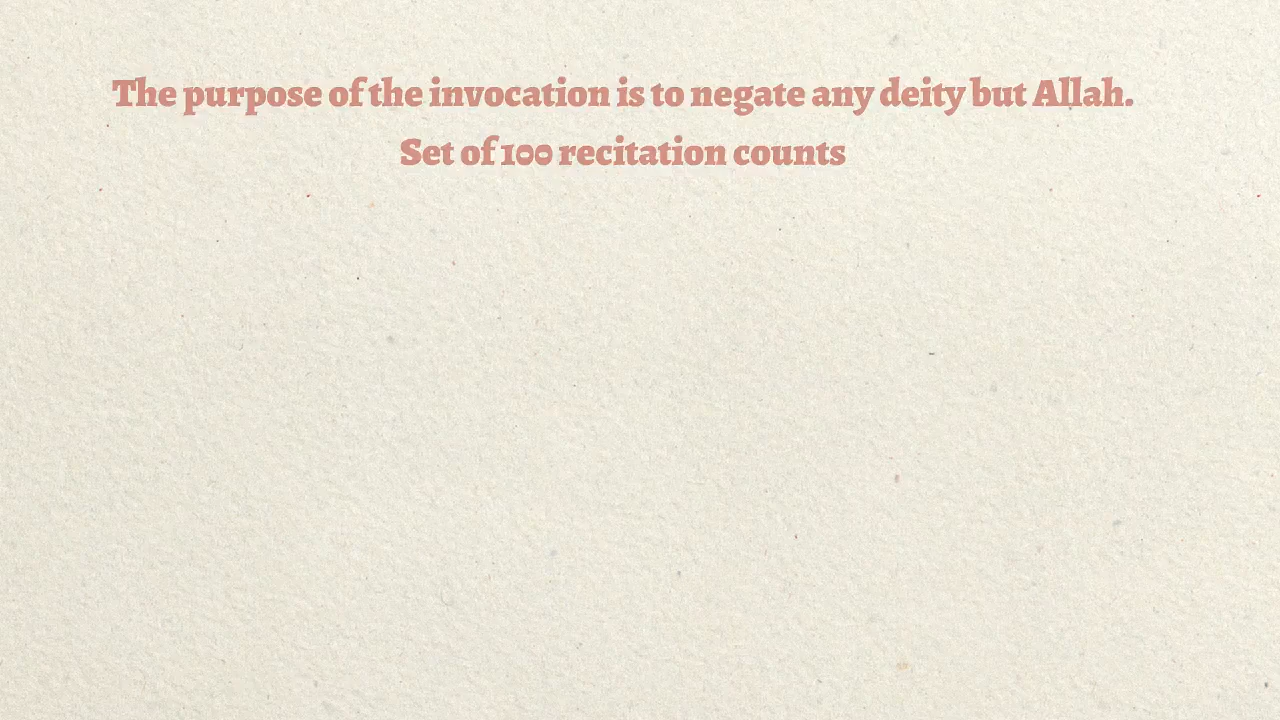 The purpose of the invocation is to negate any deity but Allah.
Set of 100 recitation counts